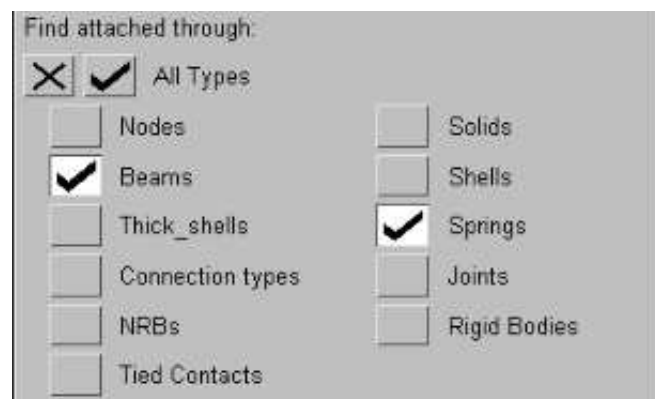 Find attached through:
All Types
Nodes Solids
Beams Shells
Thick_shells Springs
Connection types Joints
NRBs Rigid Bodies
Tied Contacts